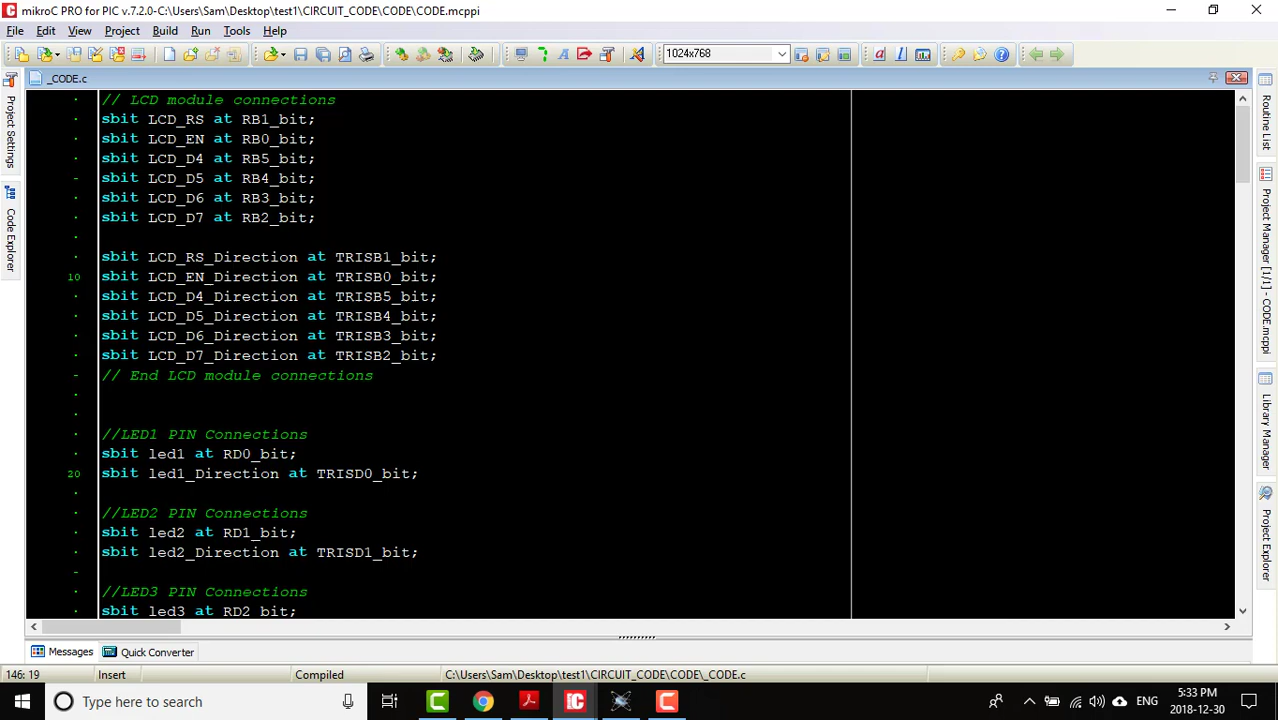 mikroC PRO for PIC v.7.2.0-C:\Users\Sam\Desktop\test1\CIRCUIT_CODE\CODE\CODE.mcppi
File Edit View Project Build Run Tools Help
1024x768
_CODE.c
// LCD module connections
sbit LCD_RS at RB1_bit;
sbit LCD_EN at RB0_bit;
sbit LCD_D4 at RB5_bit;
sbit LCD_D5 at RB4_bit;
sbit LCD_D6 at RB3_bit;
sbit LCD_D7 at RB2_bit;
sbit LCD_RS_Direction at TRISB1_bit;
10 sbit LCD_EN_Direction at TRISB0_bit;
sbit LCD_D4_Direction at TRISB5_bit;
sbit LCD_D5_Direction at TRISB4_bit;
sbit LCD_D6_Direction at TRISB3_bit;
sbit LCD_D7_Direction at TRISB2_bit;
// End LCD module connections
//LED1 PIN Connections
sbit led1 at RD0_bit;
20 sbit led1_Direction at TRISD0_bit;
//LED2 PIN Connections
sbit led2 at RD1_bit;
sbit led2_Direction at TRISD1_bit;
//LED3 PIN Connections
sbit led3 at RD2_bit;
Project Settings
Code Explorer
Routine List
Project Manager [1/1] - CODE.mcppi
Library Manager
Project Explorer
Messages Quick Converter
146: 19 Insert Compiled C:\Users\Sam\Desktop\test1\CIRCUIT_CODE\CODE\_CODE.c
Type here to search
ENG
5:33 PM
2018-12-30